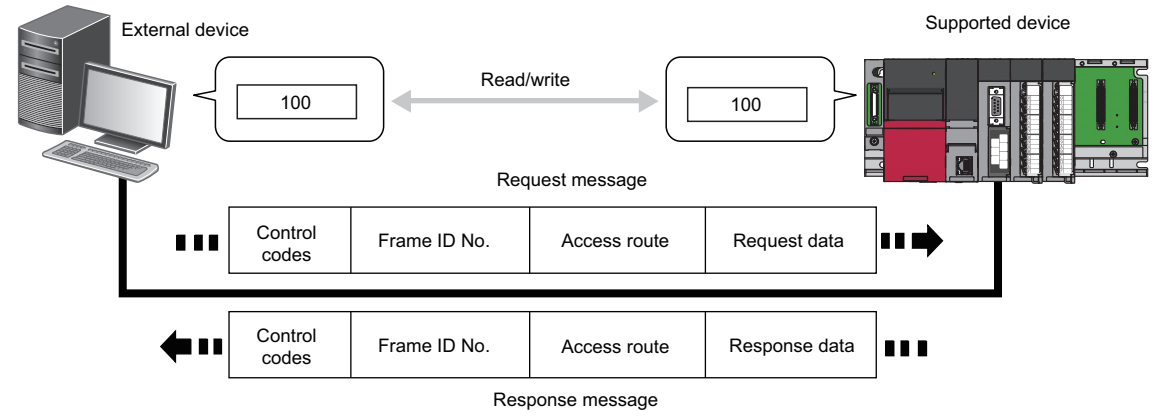 External device
Supported device
100
Read/write
100
Request message
Control
codes
Frame ID No.
Access route
Request data
Control
codes
Frame ID No.
Access route
Response data
Response message